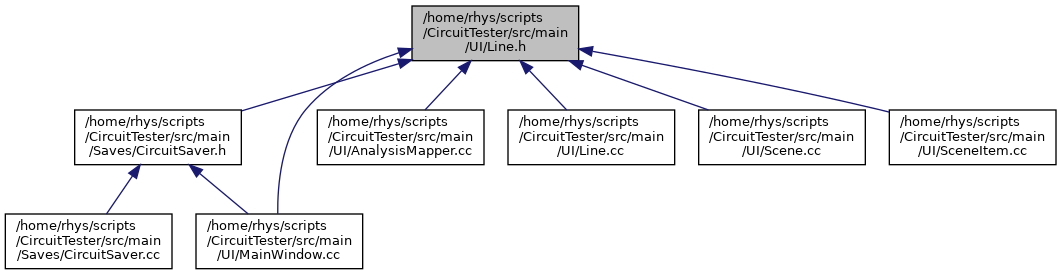 /home/rhys/scripts
/CircuitTester/src/main
/UI/Line.h
/home/rhys/scripts
/CircuitTester/src/main
/Saves/CircuitSaver.h
/home/rhys/scripts
/CircuitTester/src/main
/UI/AnalysisMapper.cc
/home/rhys/scripts
/CircuitTester/src/main
/UI/Line.cc
/home/rhys/scripts
/CircuitTester/src/main
/UI/Scene.cc
/home/rhys/scripts
/CircuitTester/src/main
/UI/SceneItem.cc
/home/rhys/scripts
/CircuitTester/src/main
/Saves/CircuitSaver.cc
/home/rhys/scripts
/CircuitTester/src/main
/UI/MainWindow.cc